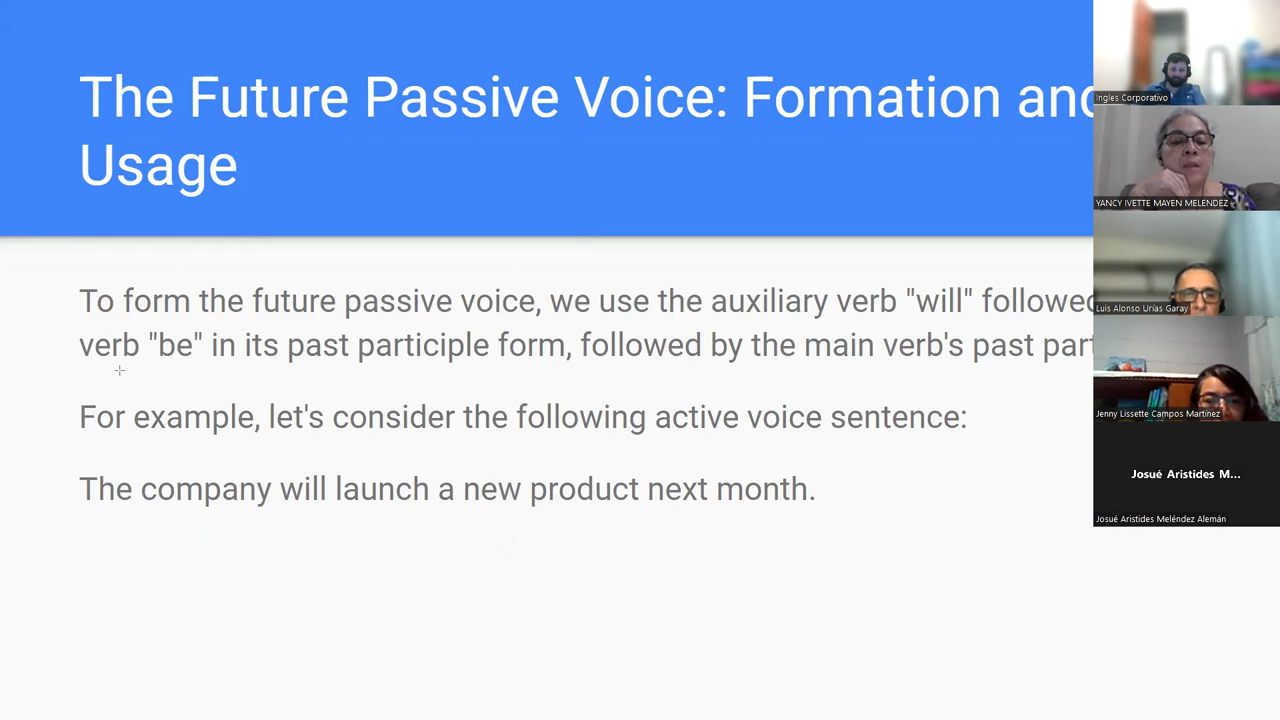 The Future Passive Voice: Formation and
Usage
To form the future passive voice, we use the auxiliary verb "will" followed
verb "be" in its past participle form, followed by the main verb's past part
For example, let's consider the following active voice sentence:
The company will launch a new product next month.
Ingles Corporativo
YANCY IVETTE MAYEN MELENDEZ
Luis Alonso Urías Garay
Jenny Lissette Campos Martínez
Josué Aristides M...
Josué Aristides Meléndez Alemán